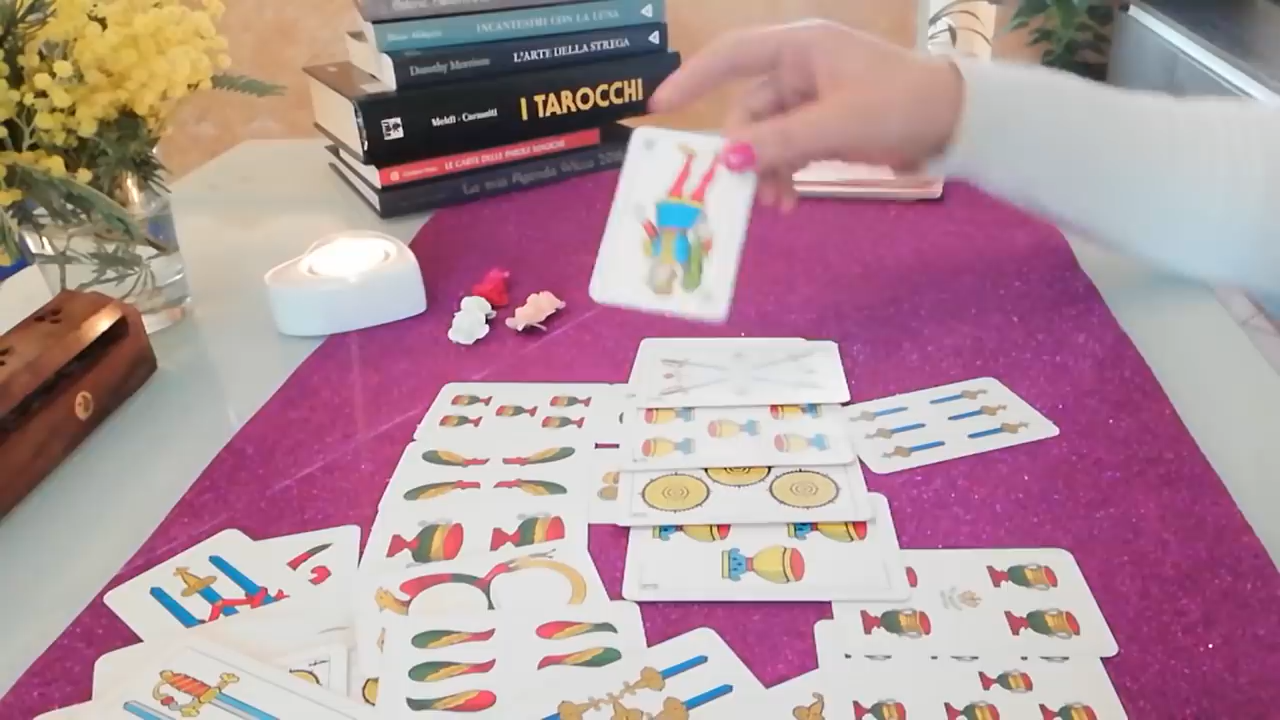 INCANTESIMI CON LA LUNA
Dorothy Morrison L'ARTE DELLA STREGA
Meldi - Caramitti I TAROCCHI
LE CARTE DELLE PAROLE MAGICHE
La mia Agenda Wicca